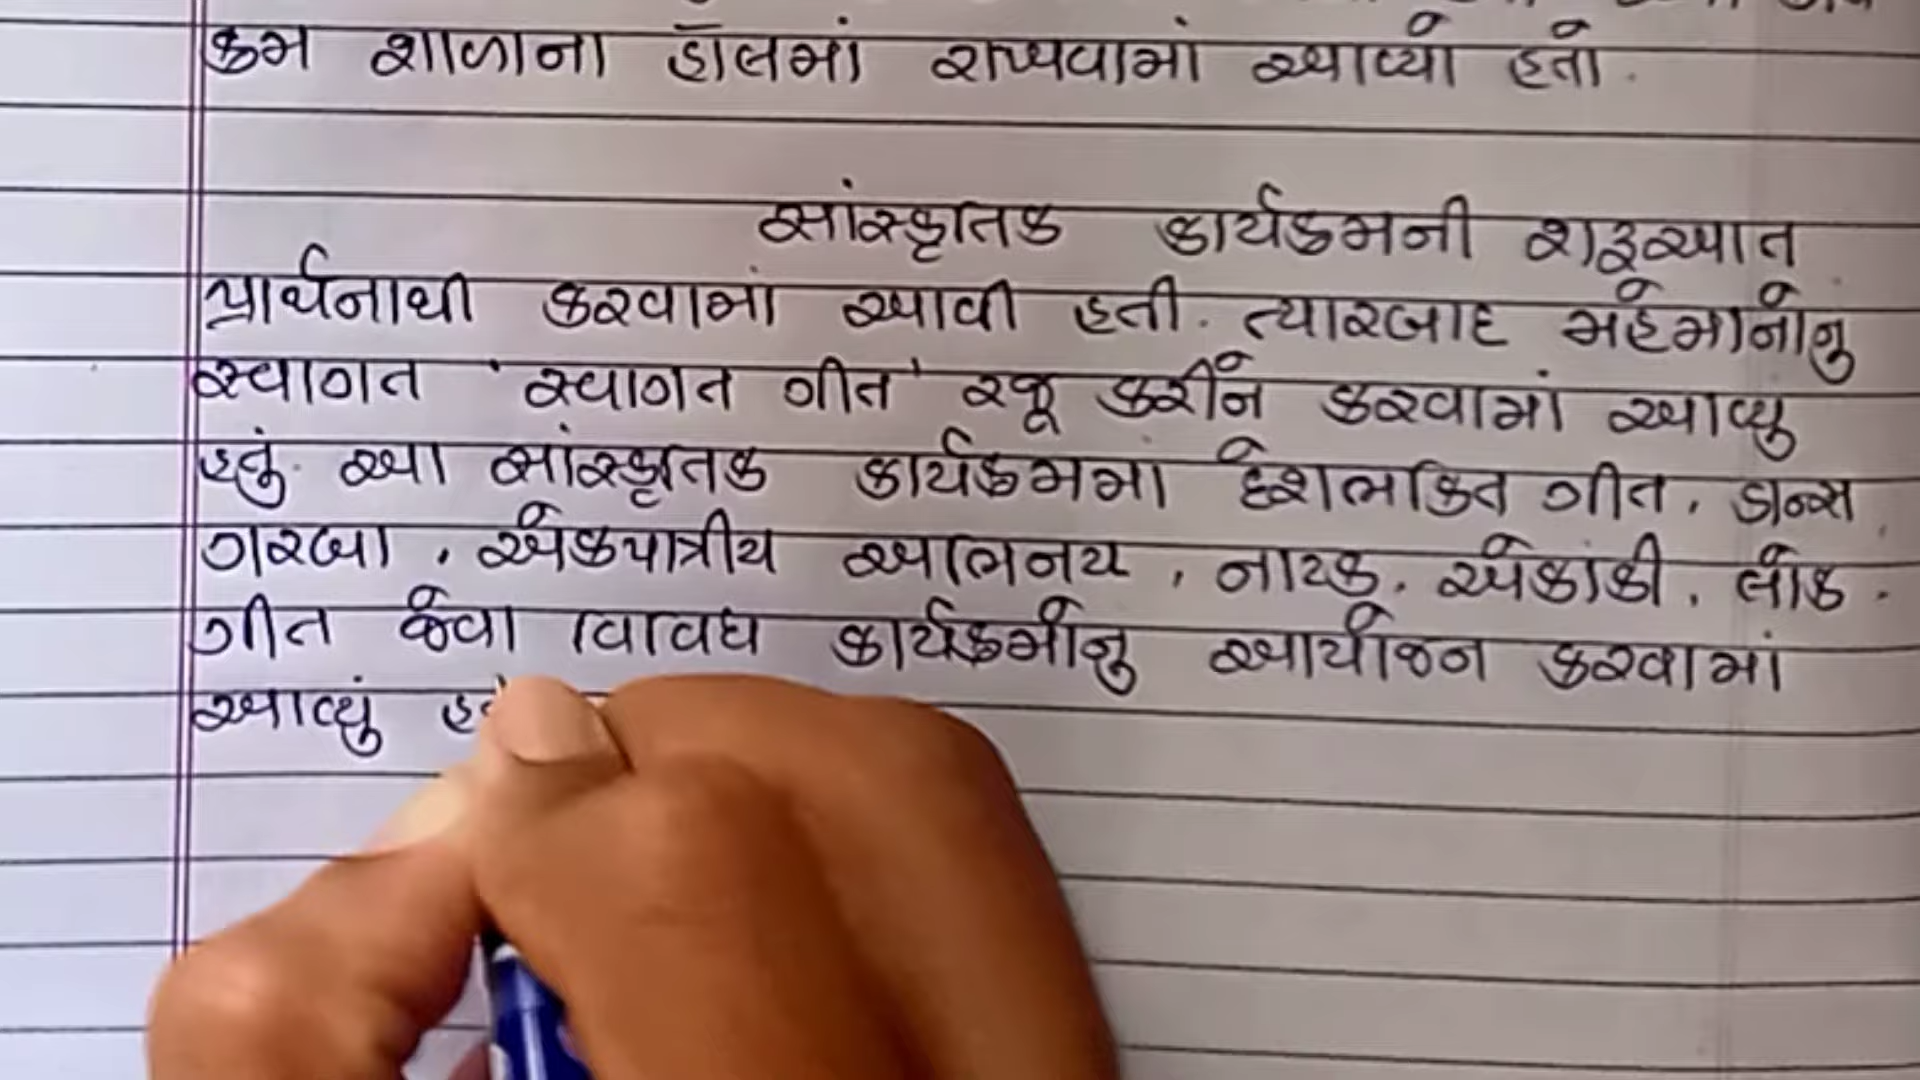 ક્રમ શાળાના હૉલમાં રાખવામાં આવ્યો હતો.
સાંસ્કૃતિક કાર્યક્રમની શરૂઆત
પ્રાર્થનાથી કરવામાં આવી હતી. ત્યારબાદ મહેમાનોનુ
સ્વાગત 'સ્વાગત ગીત' રજૂ કરીને કરવામાં આવ્યુ
હતું. આ સાંસ્કૃતિક કાર્યક્રમમાં દેશભક્તિ ગીત, ડાન્સ,
ગરબા, એકપાત્રીય અભિનય, નાટક, એકાંકી, લોક-
ગીત જેવા વિવિધ કાર્યક્રમોનુ આયોજન કરવામાં
આવ્યું